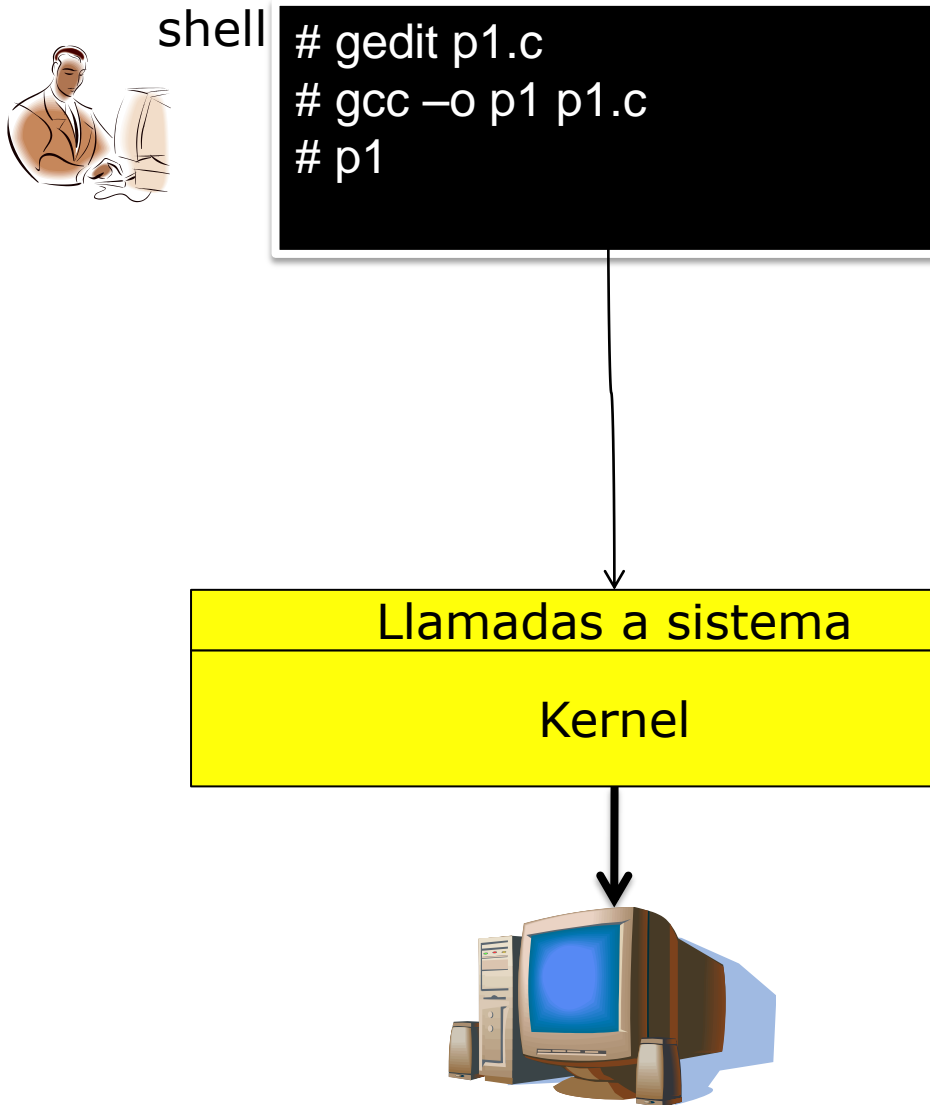 shell
# gedit p1.c
# gcc –o p1 p1.c
# p1
Llamadas a sistema
Kernel